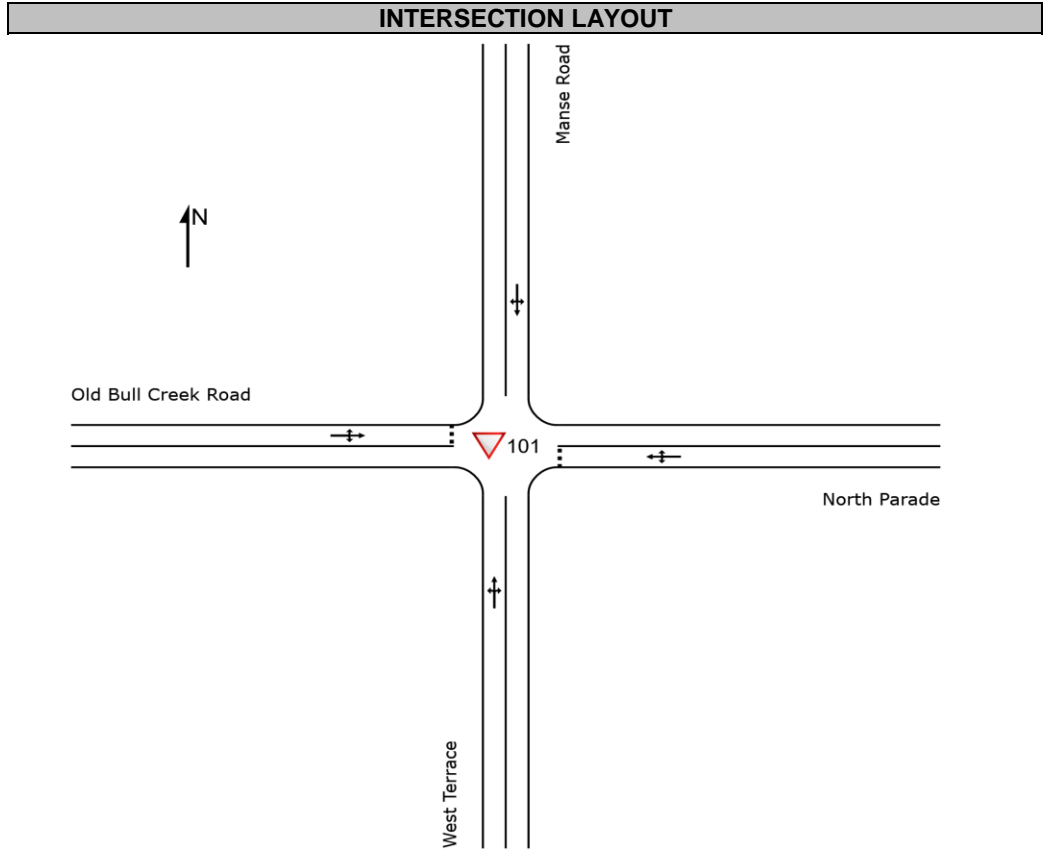 INTERSECTION LAYOUT
Manse Road
N
Old Bull Creek Road
101
North Parade
West Terrace